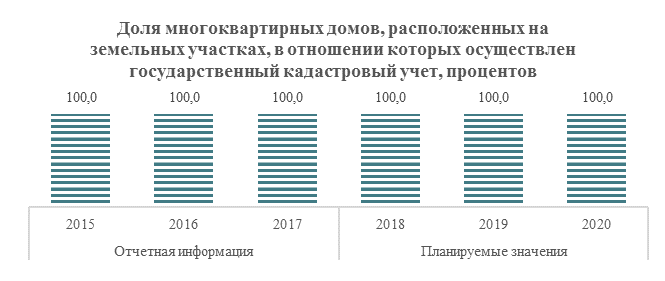 Доля многоквартирных домов, расположенных на
земельных участках, в отношении которых осуществлен
государственный кадастровый учет, процентов
100,0 100,0 100,0 100,0 100,0 100,0
2015 2016 2017 2018 2019 2020
Отчетная информация Планируемые значения